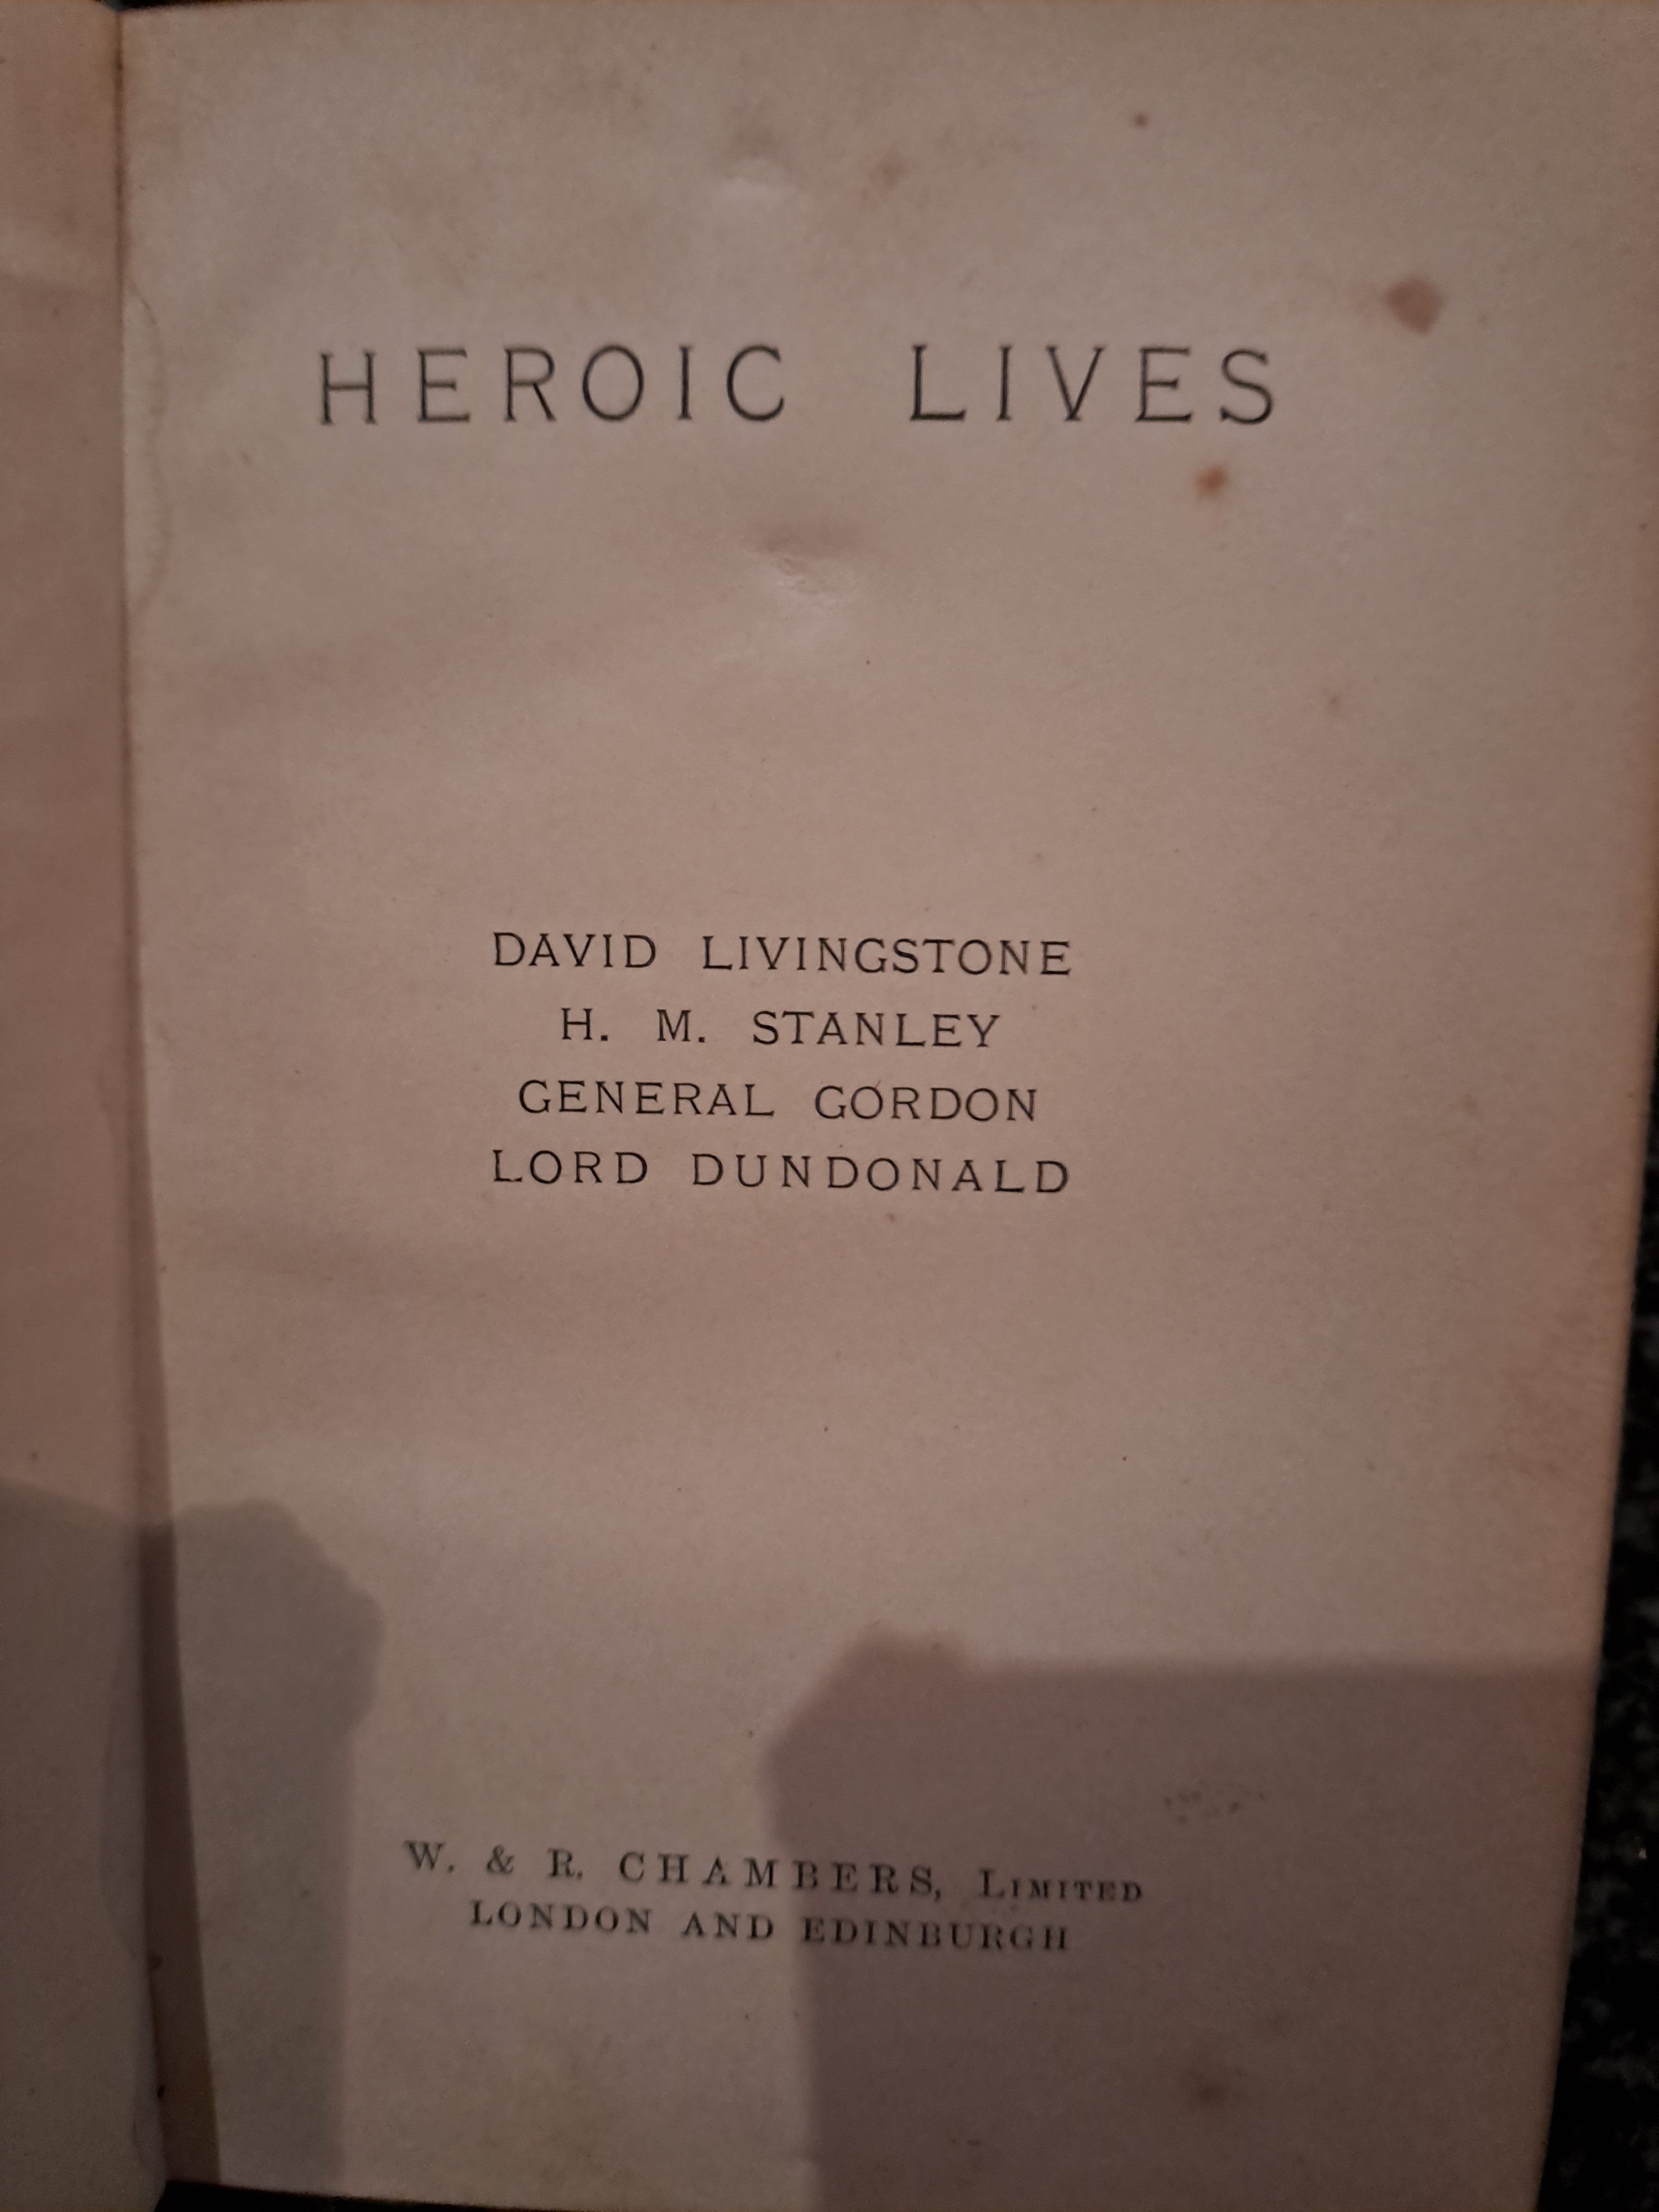 HEROIC LIVES
DAVID LIVINGSTONE
H. M. STANLEY
GENERAL GORDON
LORD DUNDONALD
W. & R. CHAMBERS, LIMITED
LONDON AND EDINBURGH